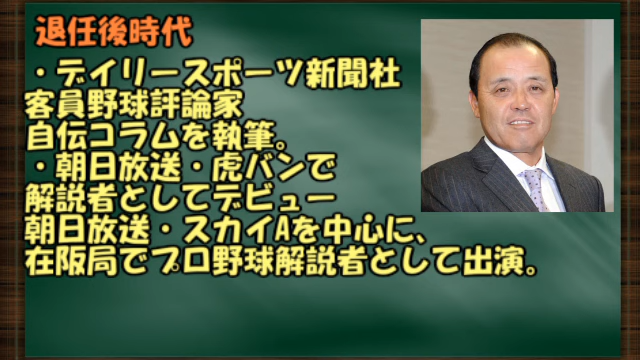 退任後時代
・デイリースポーツ新聞社
客員野球評論家
自伝コラムを執筆。
・朝日放送・虎バンで
解説者としてデビュー
朝日放送・スカイAを中心に、
在阪局でプロ野球解説者として出演。